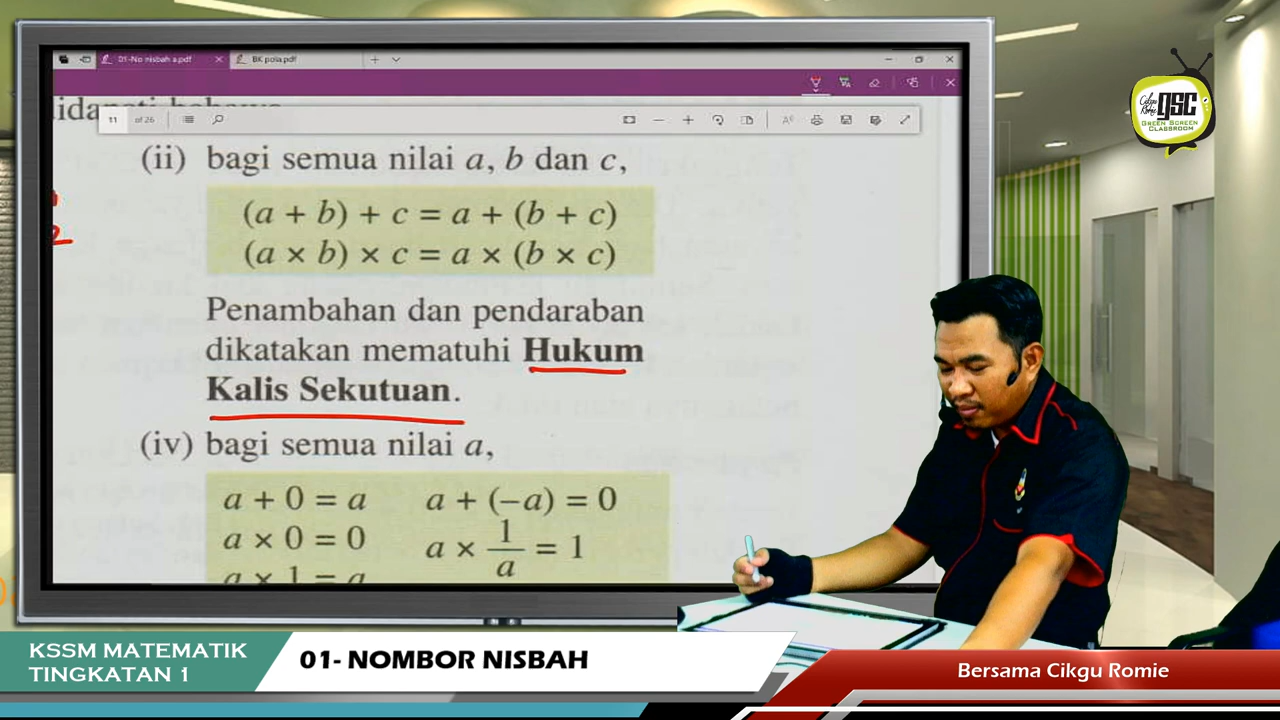 01-No nisbah a.pdf
BK pola.pdf
11 of 26
(ii) bagi semua nilai a, b dan c,
(a + b) + c = a + (b + c)
(a × b) × c = a × (b × c)
Penambahan dan pendaraban
dikatakan mematuhi Hukum
Kalis Sekutuan.
(iv) bagi semua nilai a,
a + 0 = a a + (−a) = 0
a × 0 = 0 a × 1/a = 1
a × 1 = a
Cikgu Romie GSC
GREEN SCREEN
CLASSROOM
KSSM MATEMATIK
TINGKATAN 1
01- NOMBOR NISBAH
Bersama Cikgu Romie